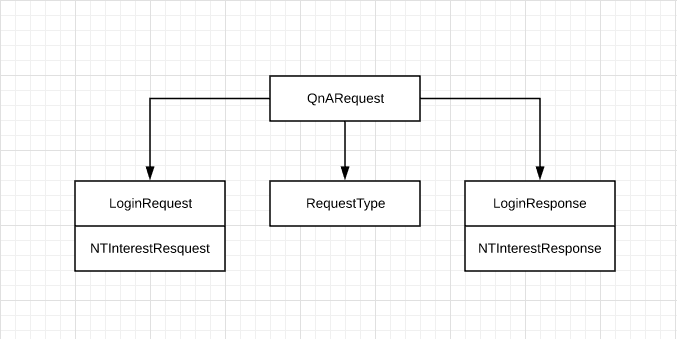 QnARequest
LoginRequest
RequestType
LoginResponse
NTInterestResquest
NTInterestResponse